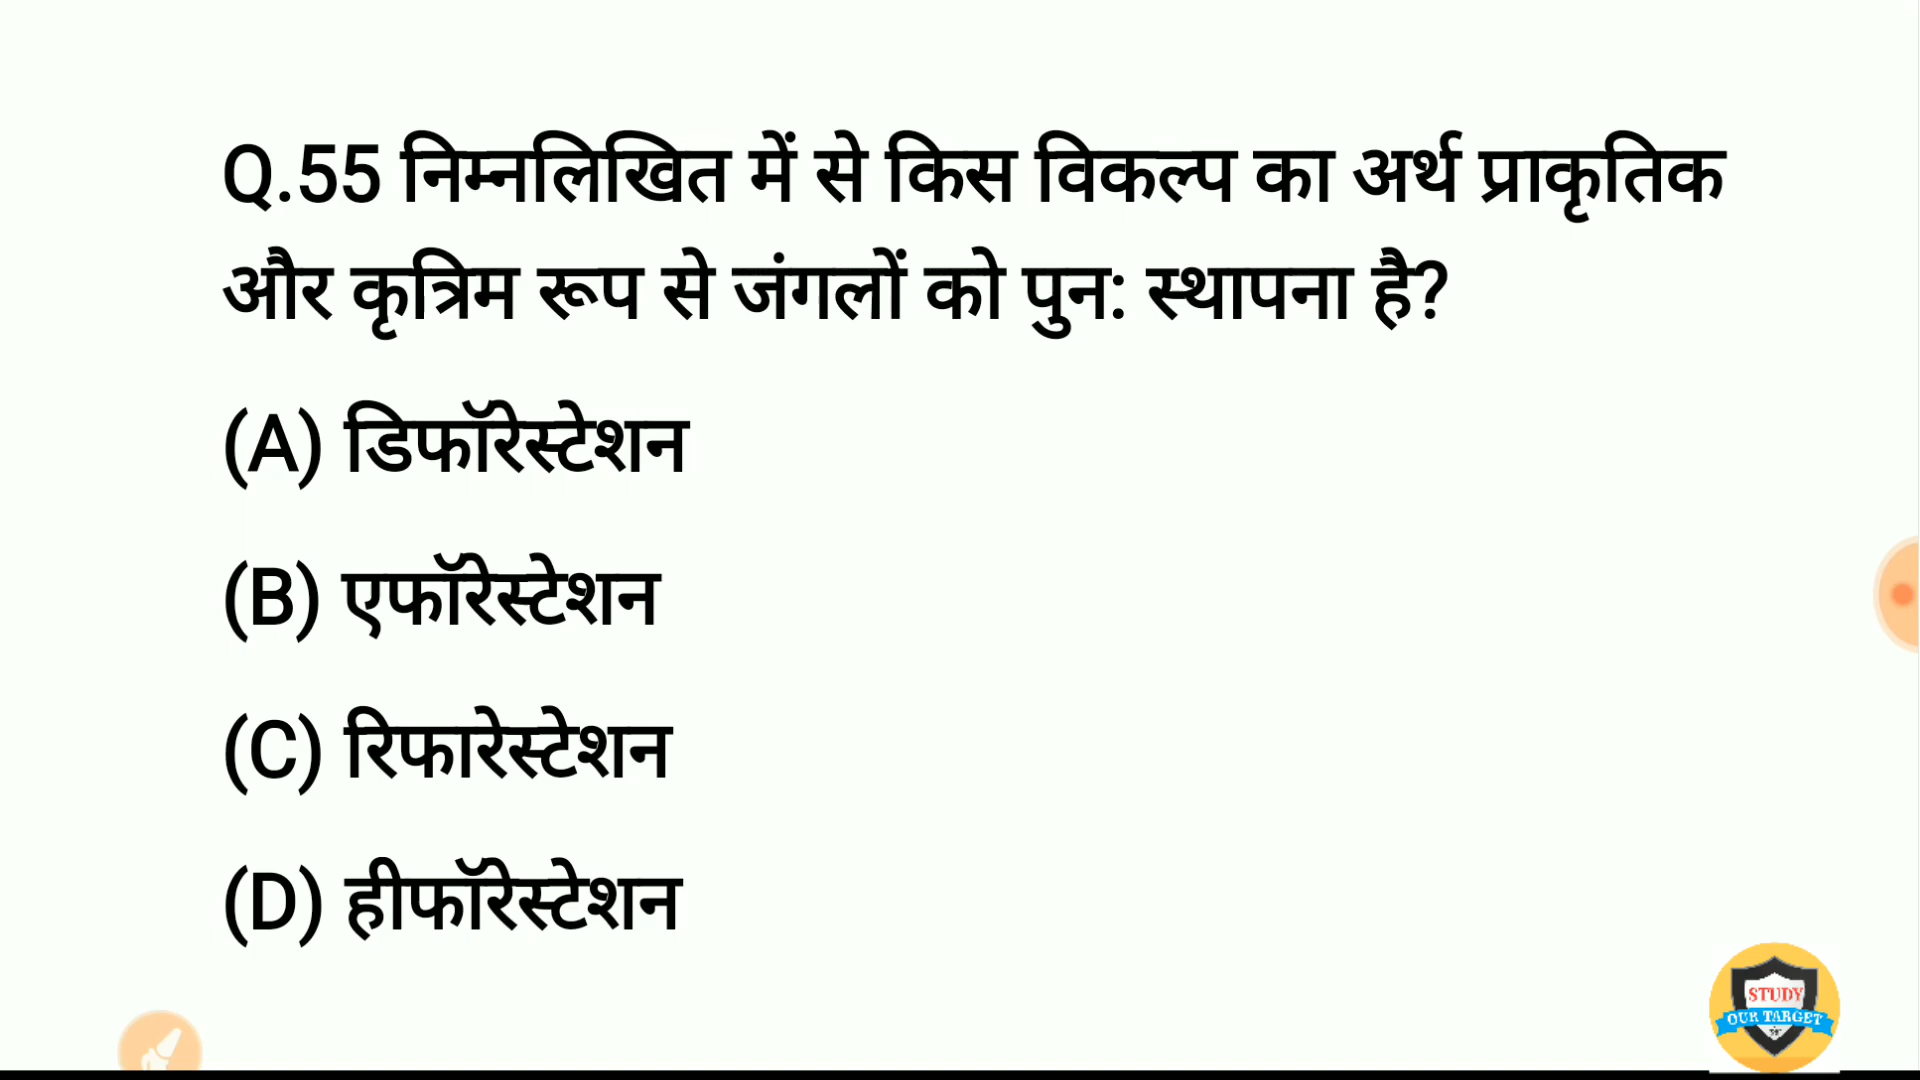 Q.55 निम्नलिखित में से किस विकल्प का अर्थ प्राकृतिक
और कृत्रिम रूप से जंगलों को पुन: स्थापना है?
(A) डिफॉरेस्टेशन
(B) एफॉरेस्टेशन
(C) रिफारेस्टेशन
(D) हीफॉरेस्टेशन
STUDY
OUR TARGET